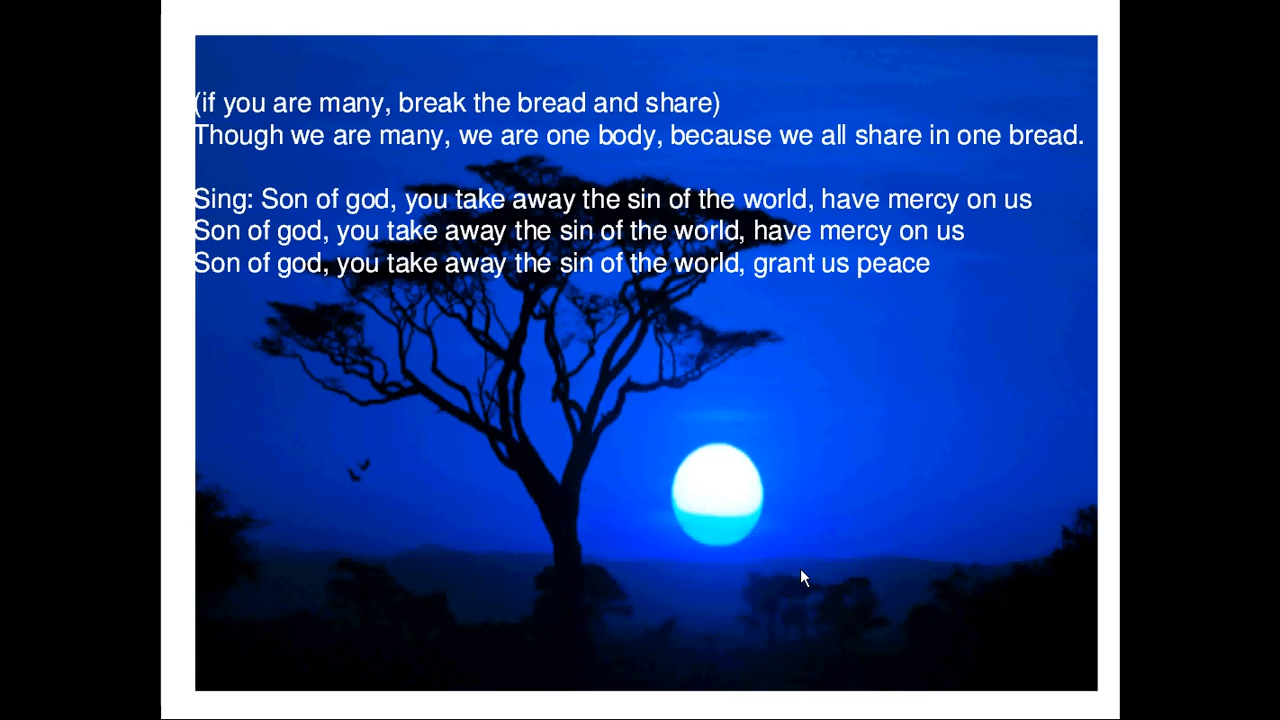 (if you are many, break the bread and share)
Though we are many, we are one body, because we all share in one bread.
Sing: Son of god, you take away the sin of the world, have mercy on us
Son of god, you take away the sin of the world, have mercy on us
Son of god, you take away the sin of the world, grant us peace